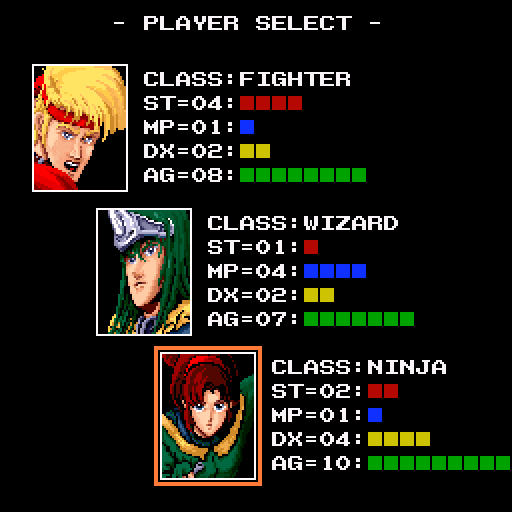 - PLAYER SELECT -
CLASS:FIGHTER
ST=04:
MP=01:
DX=02:
AG=08:
CLASS:WIZARD
ST=01:
MP=04:
DX=02:
AG=07:
CLASS:NINJA
ST=02:
MP=01:
DX=04:
AG=10: